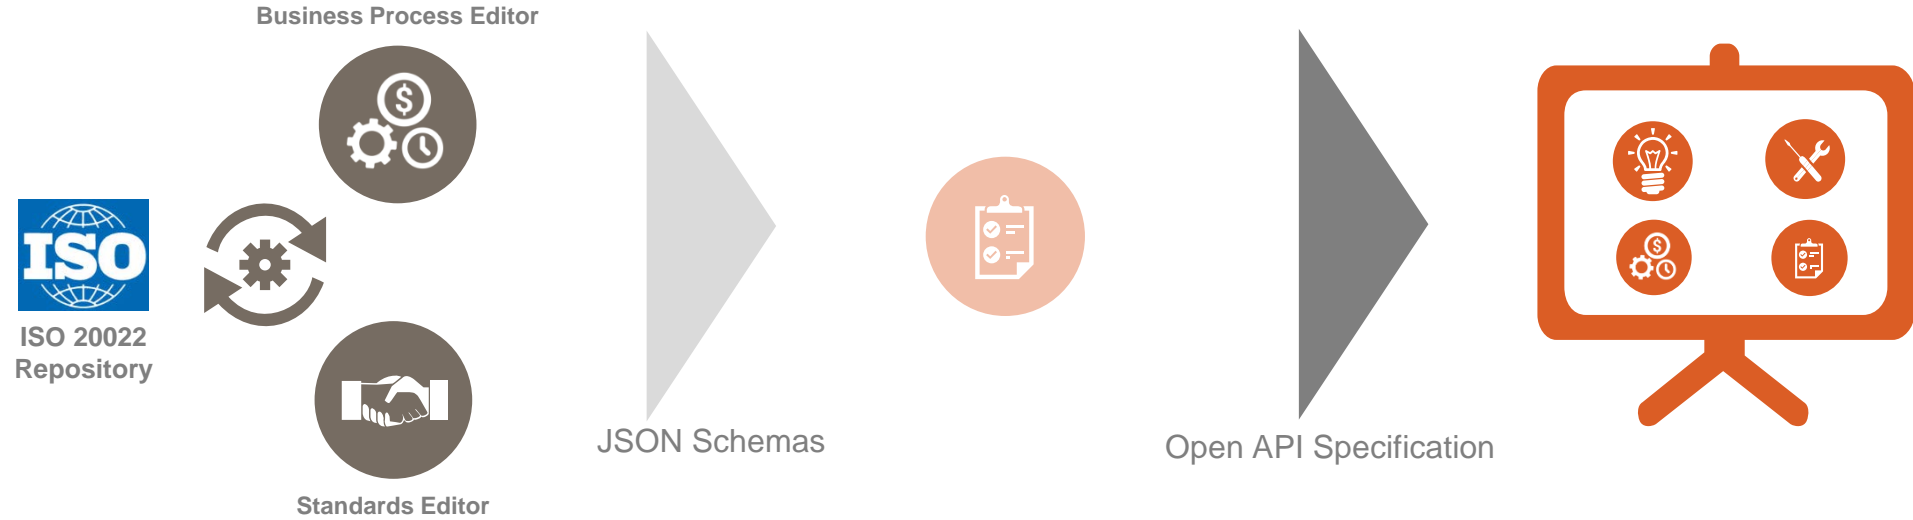 Business Process Editor
ISO
ISO 20022
Repository
JSON Schemas
Open API Specification
Standards Editor
$
$